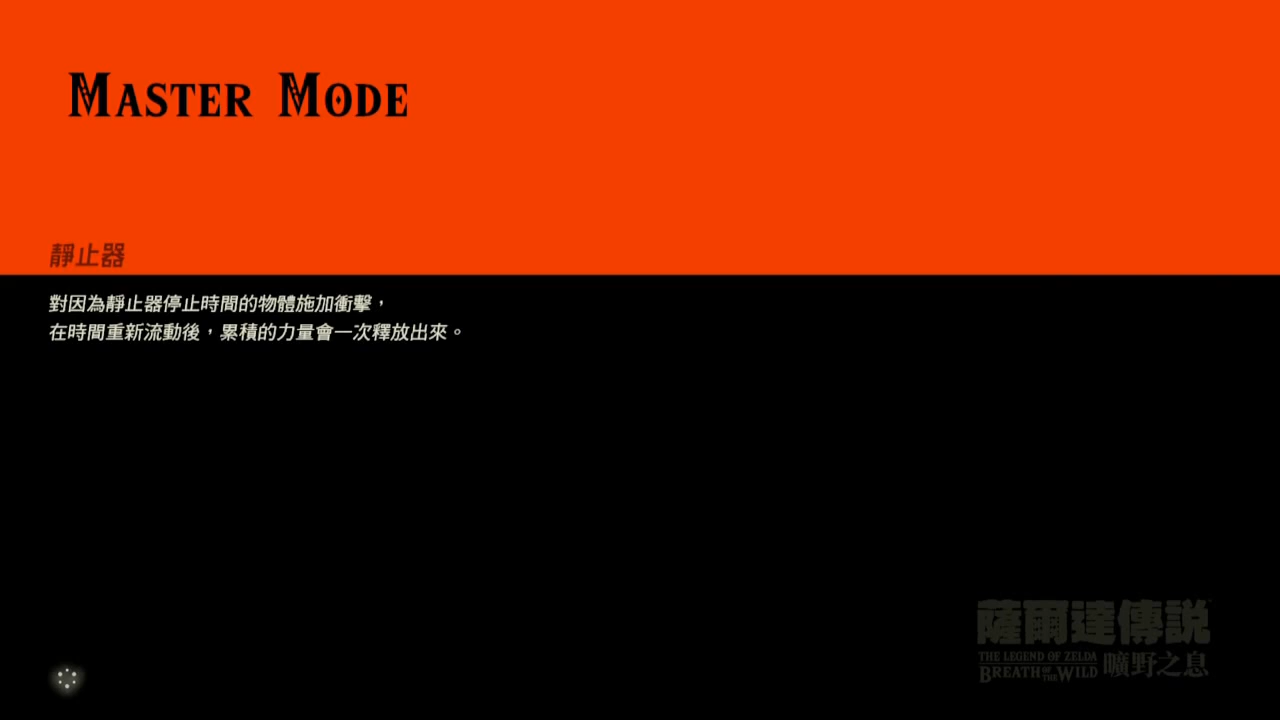 MASTER MODE
靜止器
對因為靜止器停止時間的物體施加衝擊，
在時間重新流動後，累積的力量會一次釋放出來。
薩爾達傳說
THE LEGEND OF ZELDA
BREATH OF THE WILD 曠野之息